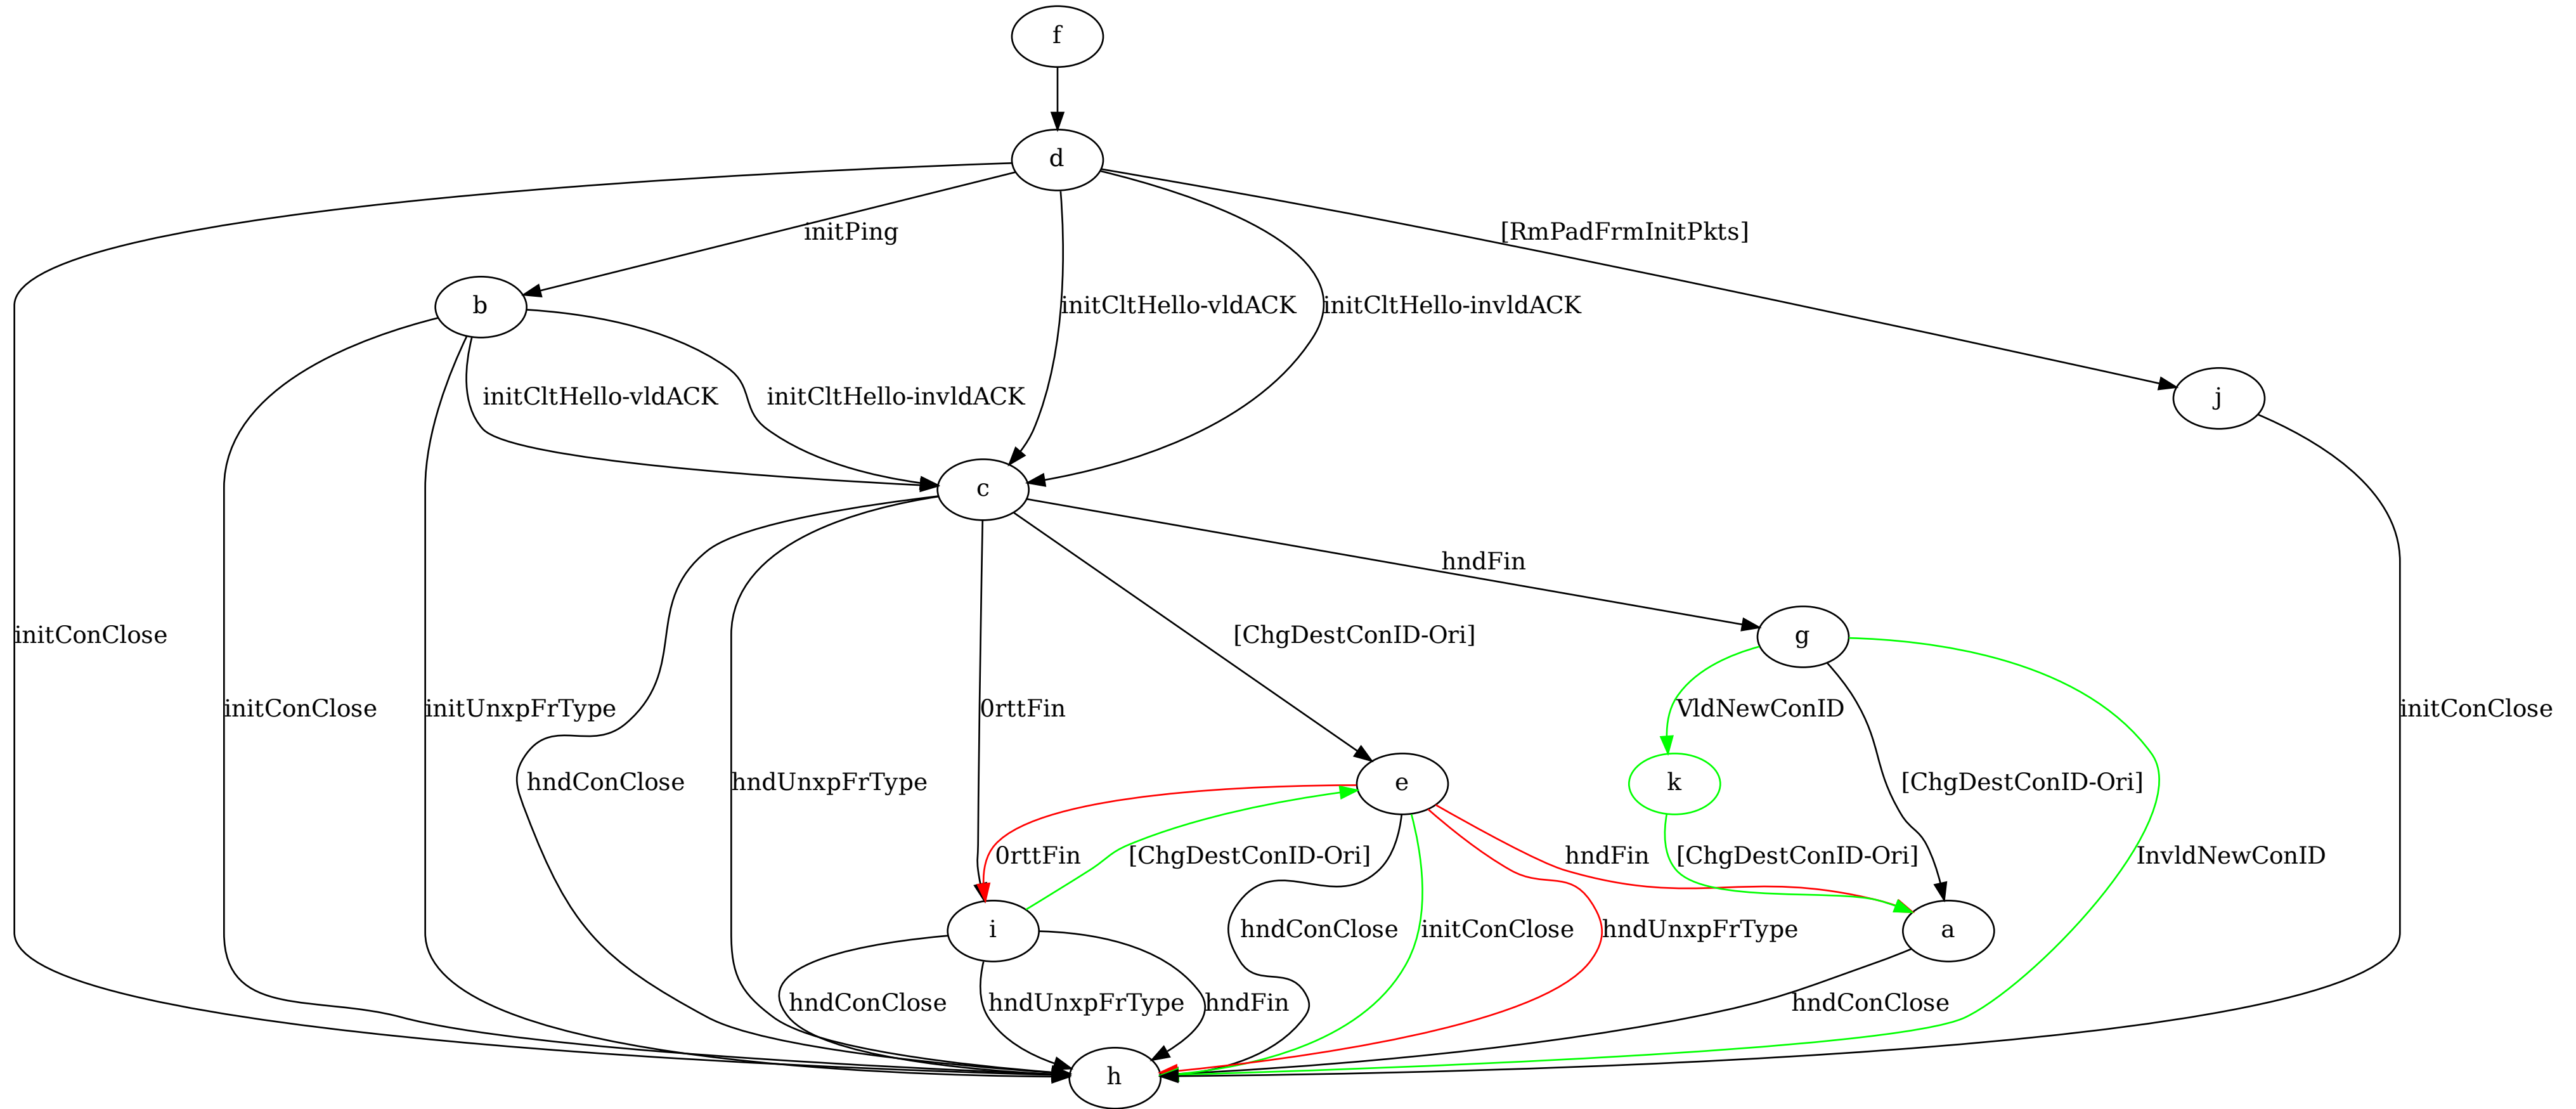 f
d
initPing
[RmPadFrmInitPkts]
b
initCltHello-vldACK
initCltHello-invldACK
initCltHello-vldACK
initCltHello-invldACK
j
c
hndFin
initConClose
[ChgDestConID-Ori]
g
initConClose
initUnxpFrType
0rttFin
VldNewConID
initConClose
hndConClose
hndUnxpFrType
e
k
[ChgDestConID-Ori]
0rttFin
[ChgDestConID-Ori]
hndFin
[ChgDestConID-Ori]
InvldNewConID
i
hndConClose
initConClose
hndUnxpFrType
a
hndConClose
hndUnxpFrType
hndFin
hndConClose
h